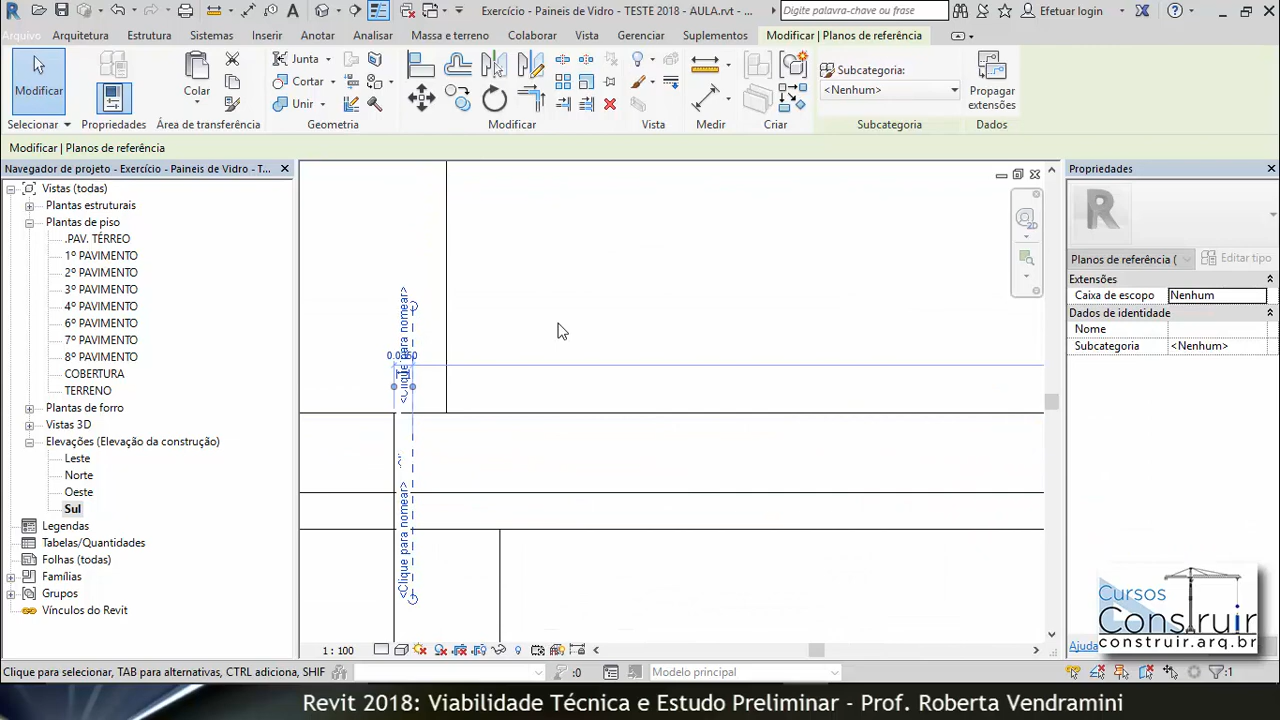 Exercício - Paineis de Vidro - TESTE 2018 - AULA.rvt - ...
Digite palavra-chave ou frase
Efetuar login
Arquivo
Arquitetura
Estrutura
Sistemas
Inserir
Anotar
Analisar
Massa e terreno
Colaborar
Vista
Gerenciar
Suplementos
Modificar | Planos de referência
Modificar
Propriedades
Colar
Junta
Cortar
Unir
Subcategoria:
<Nenhum>
Propagar
extensões
Selecionar
Propriedades
Área de transferência
Geometria
Modificar
Vista
Medir
Criar
Subcategoria
Dados
Modificar | Planos de referência
Navegador de projeto - Exercício - Paineis de Vidro - T...
Vistas (todas)
Plantas estruturais
Plantas de piso
.PAV. TÉRREO
1º PAVIMENTO
2º PAVIMENTO
3º PAVIMENTO
4º PAVIMENTO
6º PAVIMENTO
7º PAVIMENTO
8º PAVIMENTO
COBERTURA
TERRENO
Plantas de forro
Vistas 3D
Elevações (Elevação da construção)
Leste
Norte
Oeste
Sul
Legendas
Tabelas/Quantidades
Folhas (todas)
Famílias
Grupos
Vínculos do Revit
<Clique para nomear>
<Clique para nomear>
2D
Propriedades
R
Planos de referência (
Editar tipo
Extensões
Caixa de escopo
Nenhum
Dados de identidade
Nome
Subcategoria
<Nenhum>
Ajuda
Cursos
Construir
construir.arq.br
1 : 100
Clique para selecionar, TAB para alternativas, CTRL adiciona, SHIF
:0
Modelo principal
:1
Revit 2018: Viabilidade Técnica e Estudo Preliminar - Prof. Roberta Vendramini